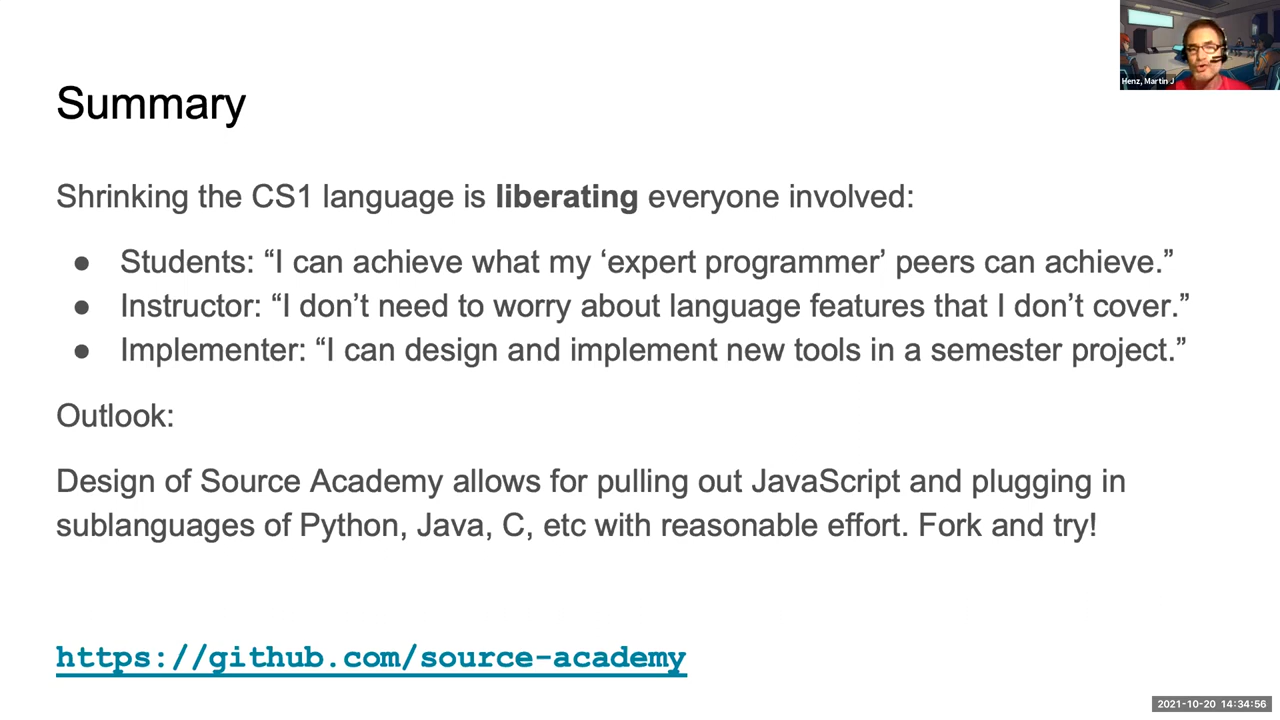 Henz, Martin J
Summary
Shrinking the CS1 language is liberating everyone involved:
● Students: “I can achieve what my ‘expert programmer’ peers can achieve.”
● Instructor: “I don’t need to worry about language features that I don’t cover.”
● Implementer: “I can design and implement new tools in a semester project.”
Outlook:
Design of Source Academy allows for pulling out JavaScript and plugging in
sublanguages of Python, Java, C, etc with reasonable effort. Fork and try!
https://github.com/source-academy
2021-10-20 14:34:56